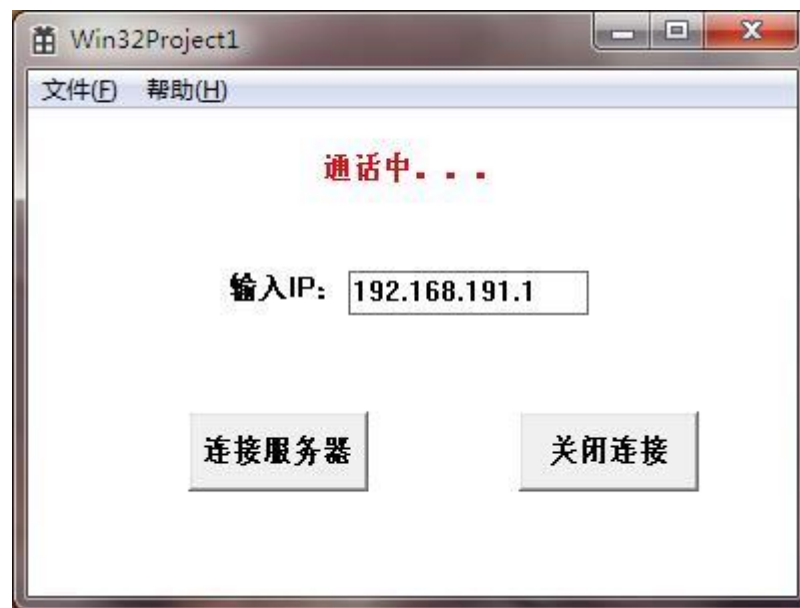 Win32Project1
文件(F) 帮助(H)
通话中...
输入IP: 192.168.191.1
连接服务器 关闭连接